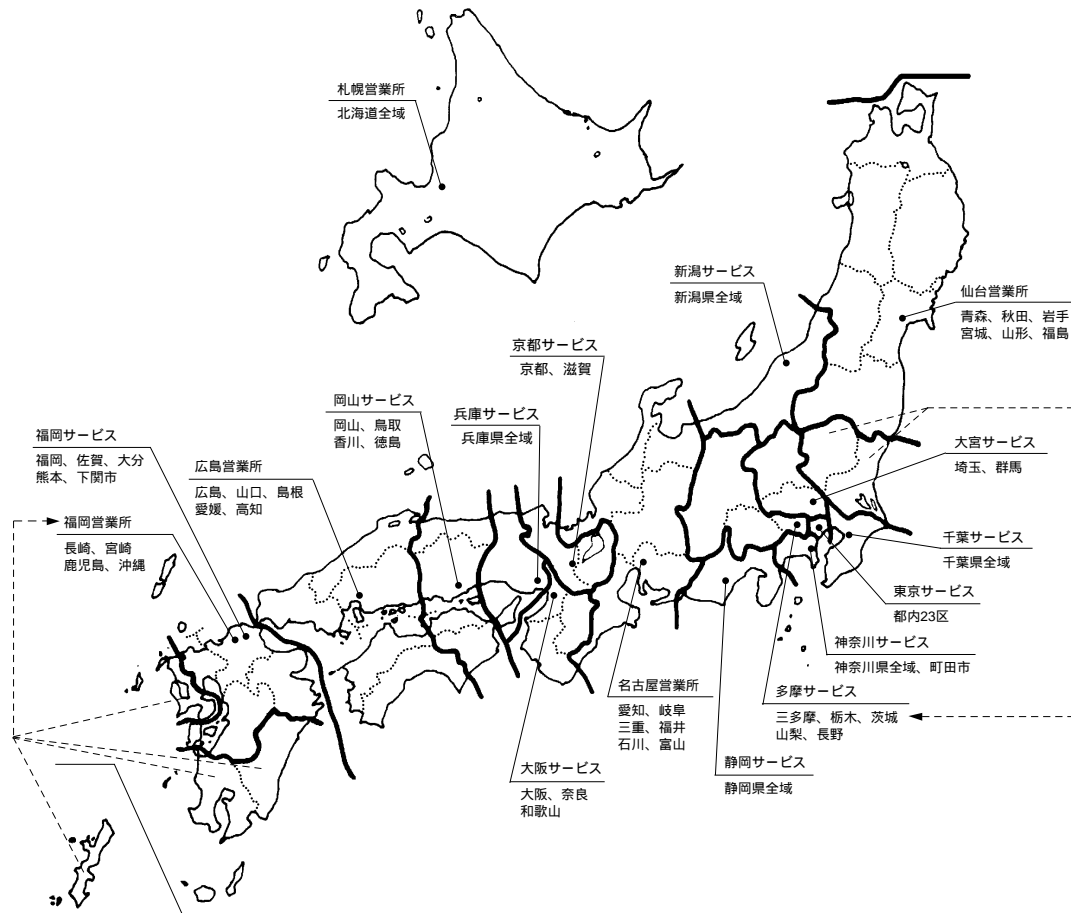 札幌営業所
北海道全域
新潟サービス
新潟県全域
仙台営業所
青森、秋田、岩手
宮城、山形、福島
京都サービス
京都、滋賀
岡山サービス
岡山、鳥取
香川、徳島
兵庫サービス
兵庫県全域
福岡サービス
福岡、佐賀、大分
熊本、下関市
広島営業所
広島、山口、島根
愛媛、高知
大宮サービス
埼玉、群馬
福岡営業所
長崎、宮崎
鹿児島、沖縄
千葉サービス
千葉県全域
東京サービス
都内23区
神奈川サービス
神奈川県全域、町田市
名古屋営業所
愛知、岐阜
三重、福井
石川、富山
多摩サービス
三多摩、栃木、茨城
山梨、長野
大阪サービス
大阪、奈良
和歌山
静岡サービス
静岡県全域